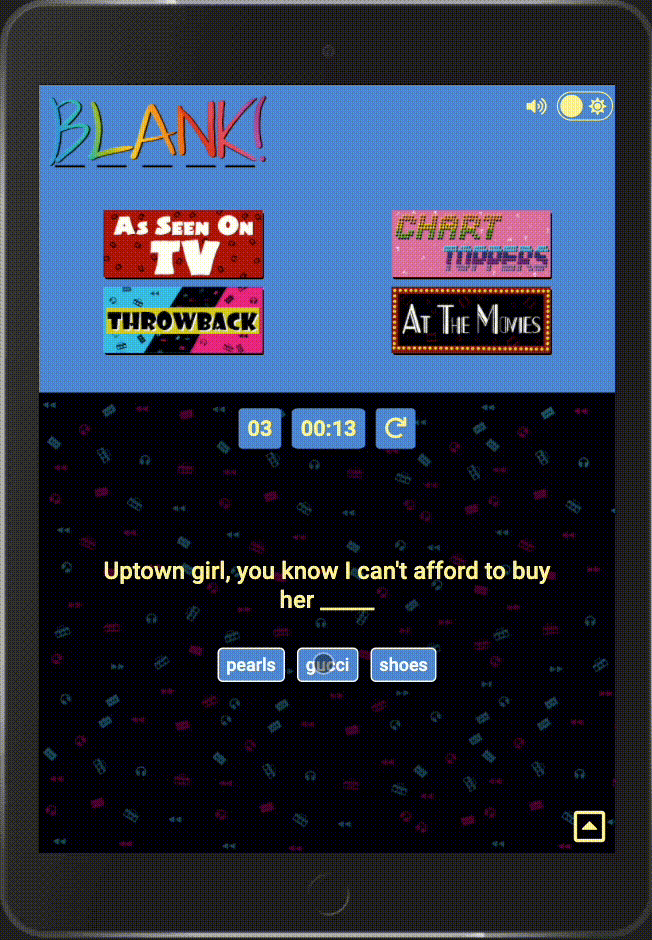 BLANK!
AS SEEN ON
TV
CHART
TOPPERS
THROWBACK
AT THE MOVIES
03 00:13
Uptown girl, you know I can't afford to buy
her _____
pearls gucci shoes